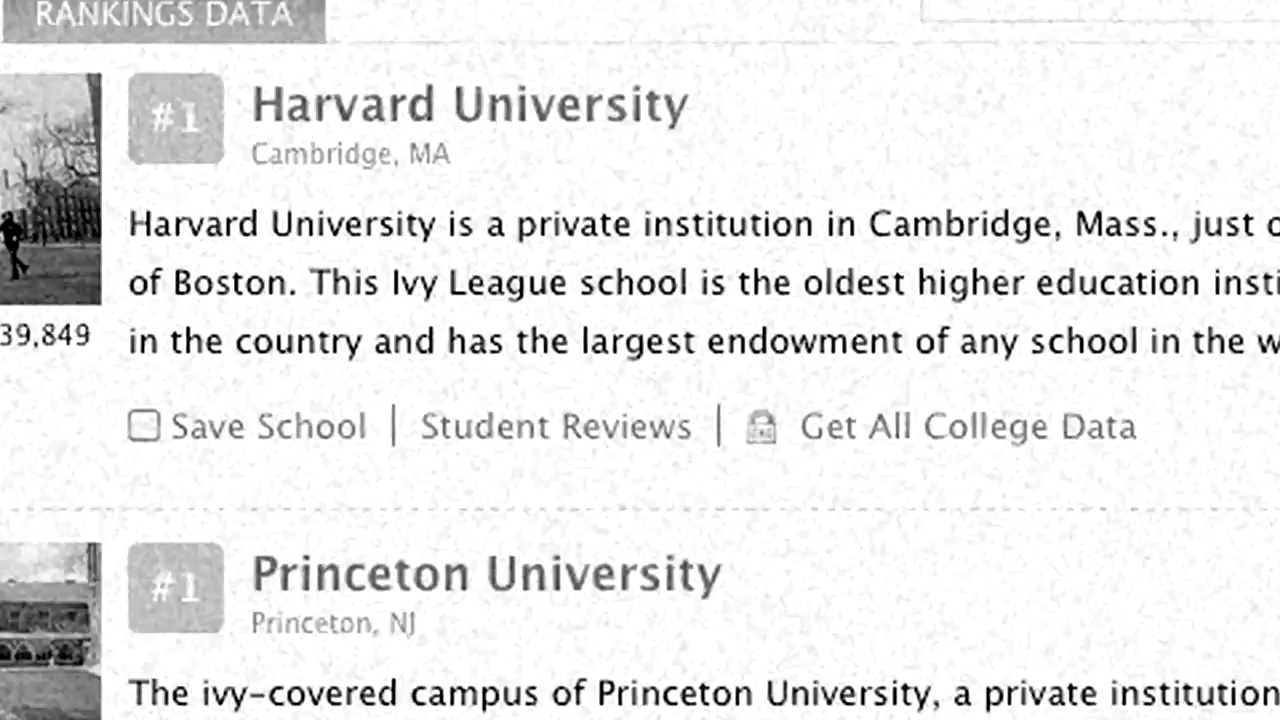 RANKINGS DATA
#1 Harvard University
Cambridge, MA
Harvard University is a private institution in Cambridge, Mass., just
of Boston. This Ivy League school is the oldest higher education
39,849
in the country and has the largest endowment of any school in the
Save School | Student Reviews | Get All College Data
#1 Princeton University
Princeton, NJ
The ivy-covered campus of Princeton University, a private institution